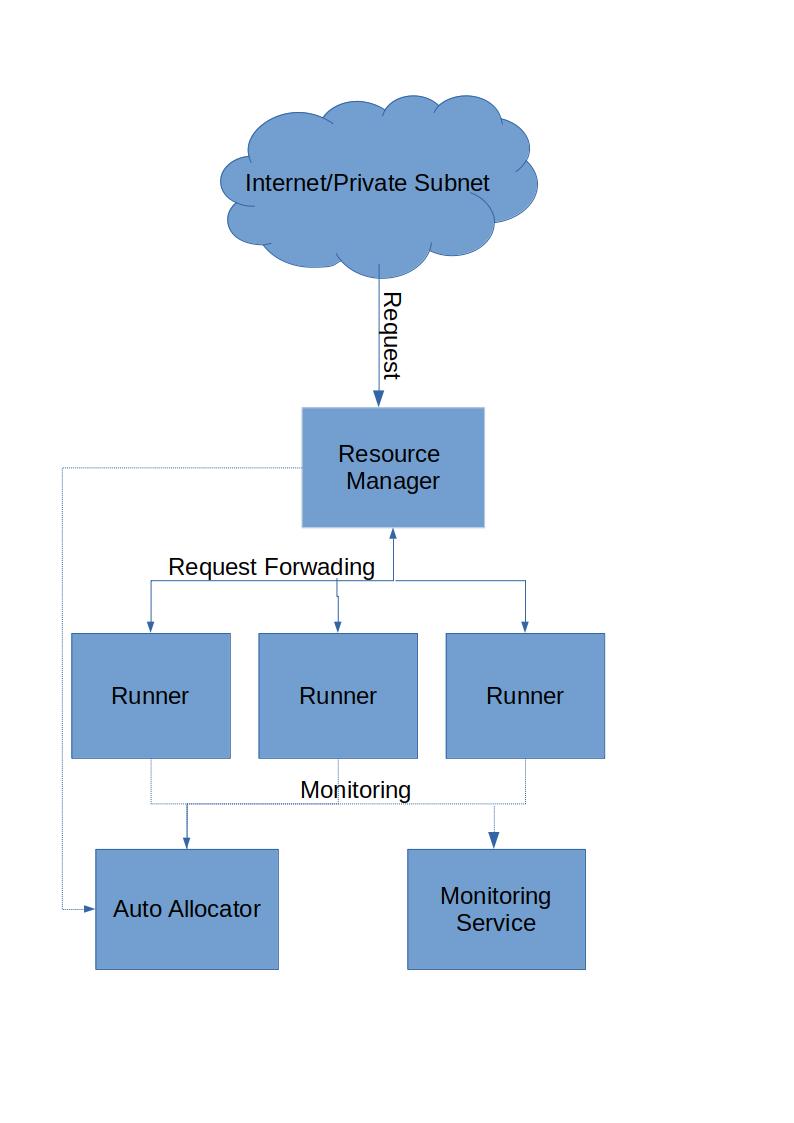 Internet/Private Subnet
Request
Resource
Manager
Request Forwading
Runner
Runner
Runner
Monitoring
Auto Allocator
Monitoring
Service